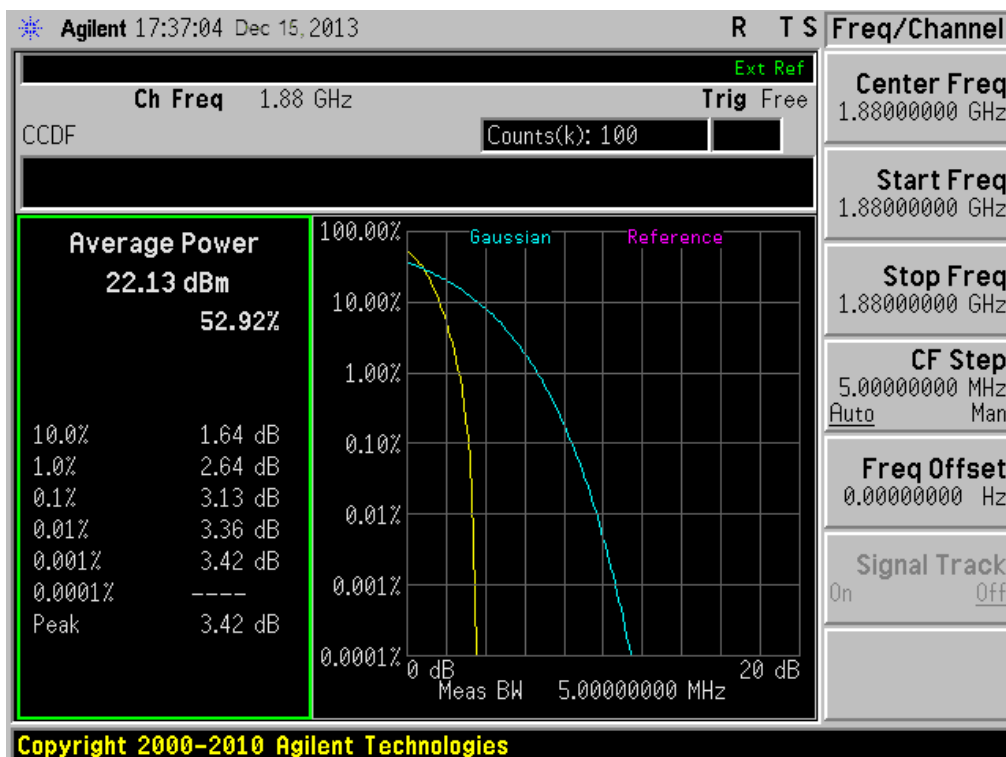 Agilent 17:37:04 Dec 15, 2013 R T S
Ext Ref
Ch Freq 1.88 GHz Trig Free
CCDF Counts(k): 100
Average Power
22.13 dBm
52.92%
10.0% 1.64 dB
1.0% 2.64 dB
0.1% 3.13 dB
0.01% 3.36 dB
0.001% 3.42 dB
0.0001% ----
Peak 3.42 dB
Gaussian Reference
100.00%
10.00%
1.00%
0.10%
0.01%
0.001%
0.0001%
0 dB 20 dB
Meas BW 5.00000000 MHz
Freq/Channel
Center Freq
1.88000000 GHz
Start Freq
1.88000000 GHz
Stop Freq
1.88000000 GHz
CF Step
5.00000000 MHz
Auto Man
Freq Offset
0.00000000 Hz
Signal Track
On Off
Copyright 2000-2010 Agilent Technologies